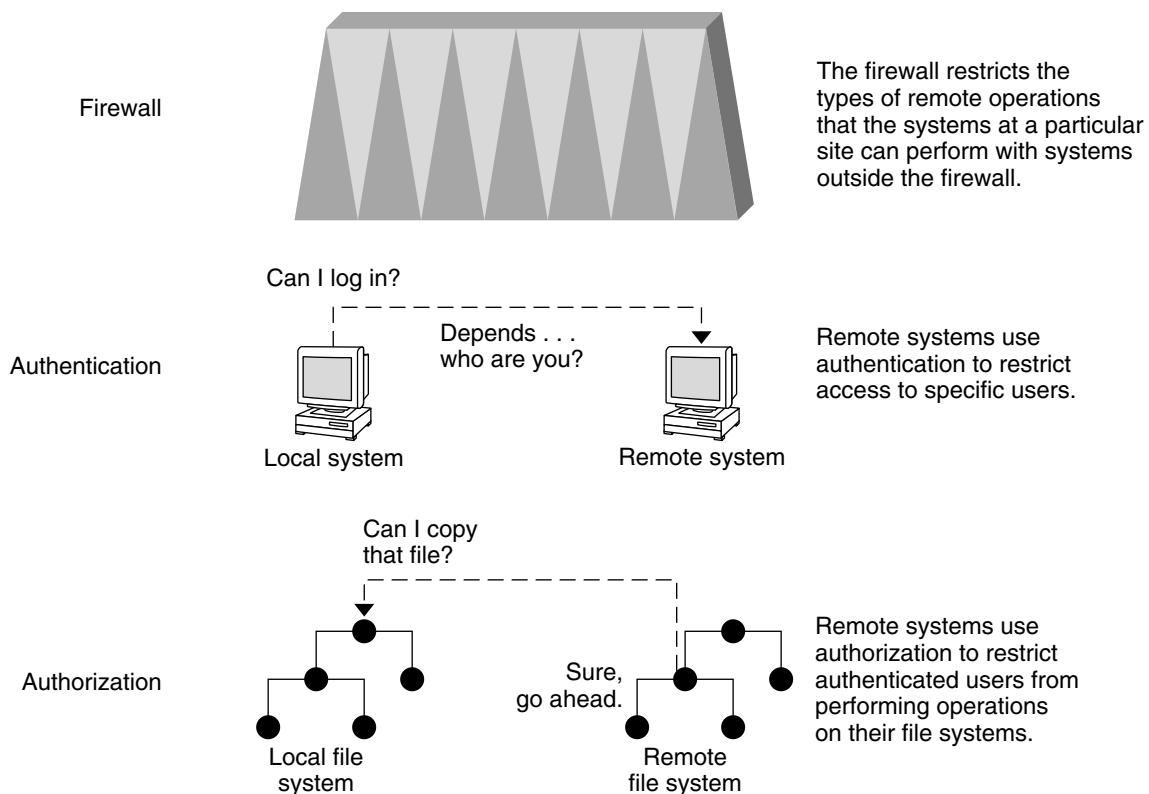 Firewall
The firewall restricts the
types of remote operations
that the systems at a particular
site can perform with systems
outside the firewall.
Can I log in?
Depends . . .
who are you?
Authentication
Local system
Remote system
Remote systems use
authentication to restrict
access to specific users.
Can I copy
that file?
Authorization
Sure,
go ahead.
Local file
system
Remote
file system
Remote systems use
authorization to restrict
authenticated users from
performing operations
on their file systems.